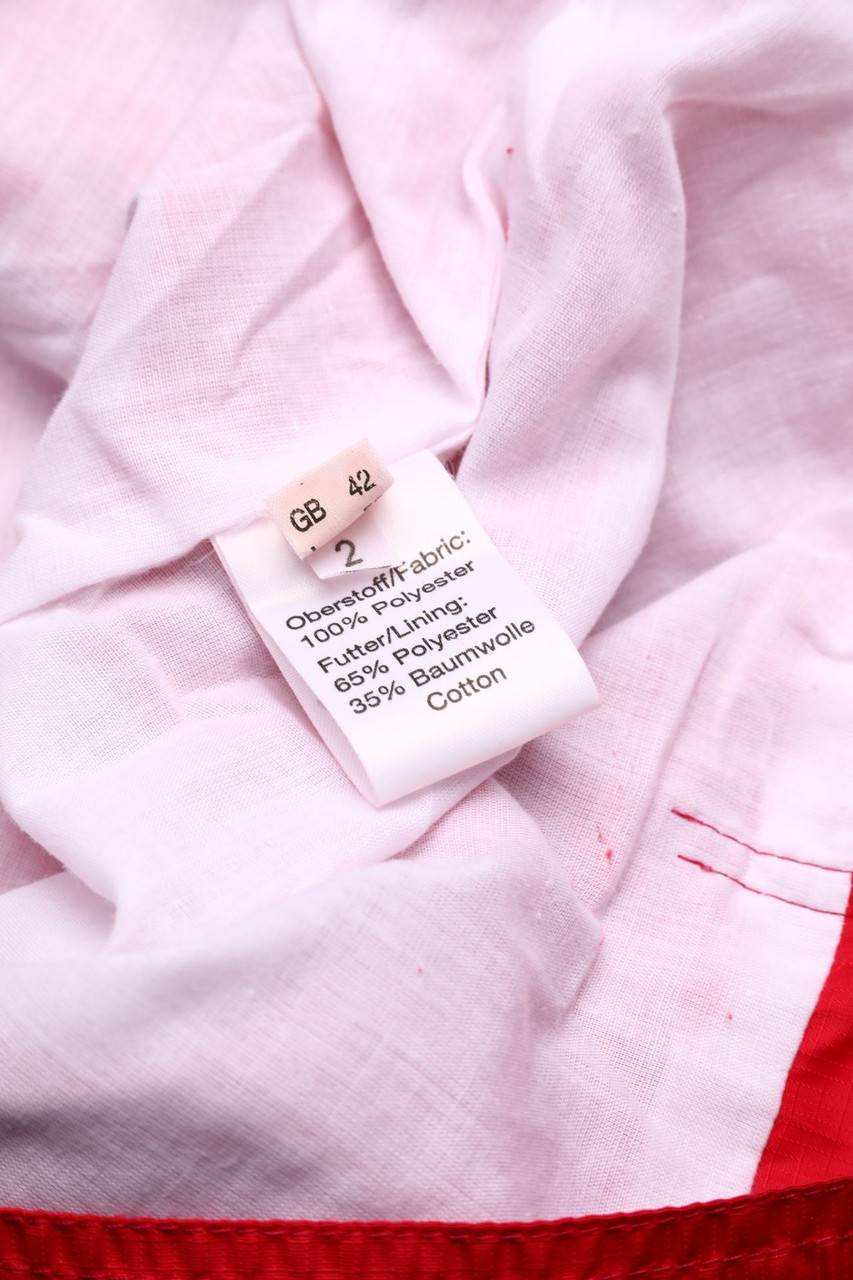 GB 42
2
Oberstoff/Fabric:
100% Polyester
Futter/Lining:
65% Polyester
35% Baumwolle
Cotton